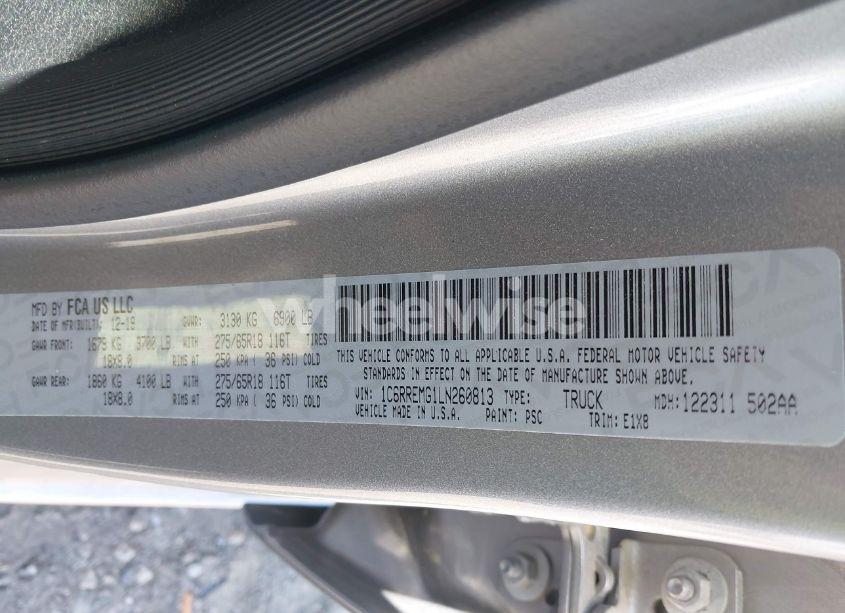 MFD BY FCA US LLC
DATE OF MFR(BUILT): 12-19 GVWR: 3130 KG 6900 LB
GAWR FRONT: 1679 KG 3700 LB WITH 275/65R18 116T TIRES
18X8.0 RIMS AT 250 KPA ( 36 PSI) COLD
GAWR REAR: 1860 KG 4100 LB WITH 275/65R18 116T TIRES
18X8.0 RIMS AT 250 KPA ( 36 PSI) COLD
THIS VEHICLE CONFORMS TO ALL APPLICABLE U.S.A. FEDERAL MOTOR VEHICLE SAFETY
STANDARDS IN EFFECT ON THE DATE OF MANUFACTURE SHOWN ABOVE.
VIN: 1C6RREMG1LN260813 TYPE: TRUCK MDH: 122311 502AA
VEHICLE MADE IN U.S.A. PAINT: PSC TRIM: E1X8
wheelwise